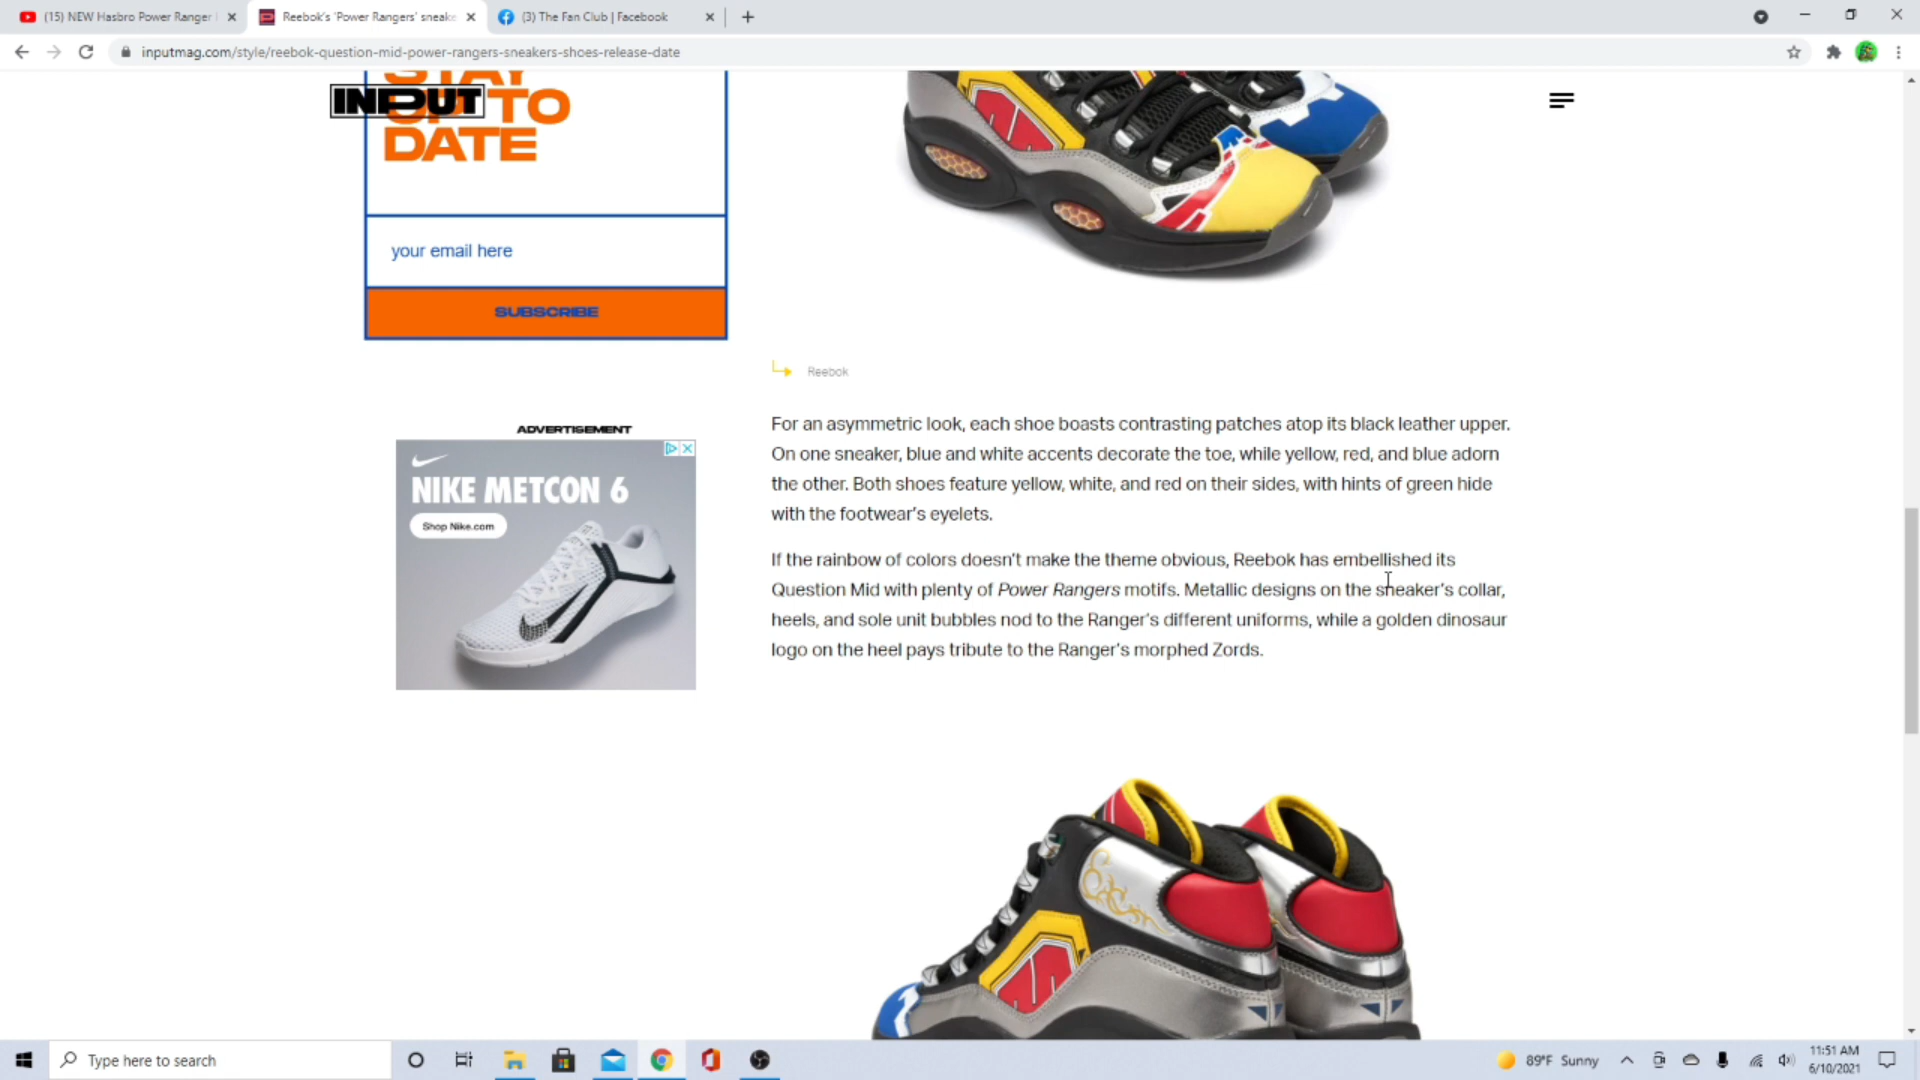 (15) NEW Hasbro Power Ranger
Reebok's 'Power Rangers' sneake
(3) The Fan Club | Facebook
inputmag.com/style/reebok-question-mid-power-rangers-sneakers-shoes-release-date
STAY
UP TO
DATE
INPUT
your email here
SUBSCRIBE
Reebok
For an asymmetric look, each shoe boasts contrasting patches atop its black leather upper.
On one sneaker, blue and white accents decorate the toe, while yellow, red, and blue adorn
the other. Both shoes feature yellow, white, and red on their sides, with hints of green hide
with the footwear's eyelets.
If the rainbow of colors doesn't make the theme obvious, Reebok has embellished its
Question Mid with plenty of Power Rangers motifs. Metallic designs on the sneaker's collar,
heels, and sole unit bubbles nod to the Ranger's different uniforms, while a golden dinosaur
logo on the heel pays tribute to the Ranger's morphed Zords.
ADVERTISEMENT
NIKE METCON 6
Shop Nike.com
Type here to search
89°F Sunny
11:51 AM
6/10/2021